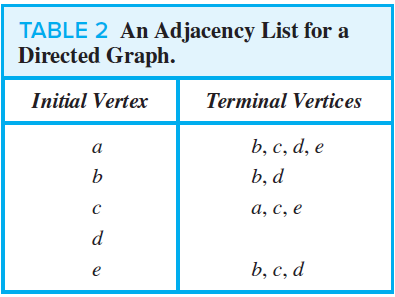 TABLE 2 An Adjacency List for a
Directed Graph.
Initial Vertex Terminal Vertices
a b, c, d, e
b b, d
c a, c, e
d
e b, c, d